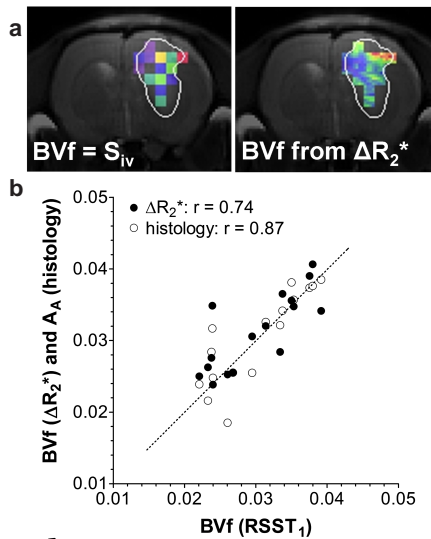 a
BVf = Siv
BVf from ΔR2*
b
0.05
● ΔR2*: r = 0.74
○ histology: r = 0.87
0.04
0.03
0.02
0.01
BVf (ΔR2*) and AA (histology)
0.01 0.02 0.03 0.04 0.05
BVf (RSST1)